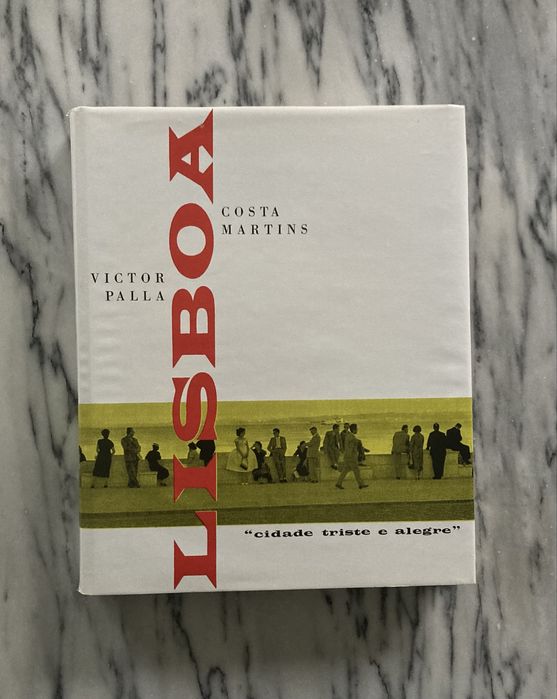 LISBOA
COSTA
MARTINS
VICTOR
PALLA
“cidade triste e alegre”